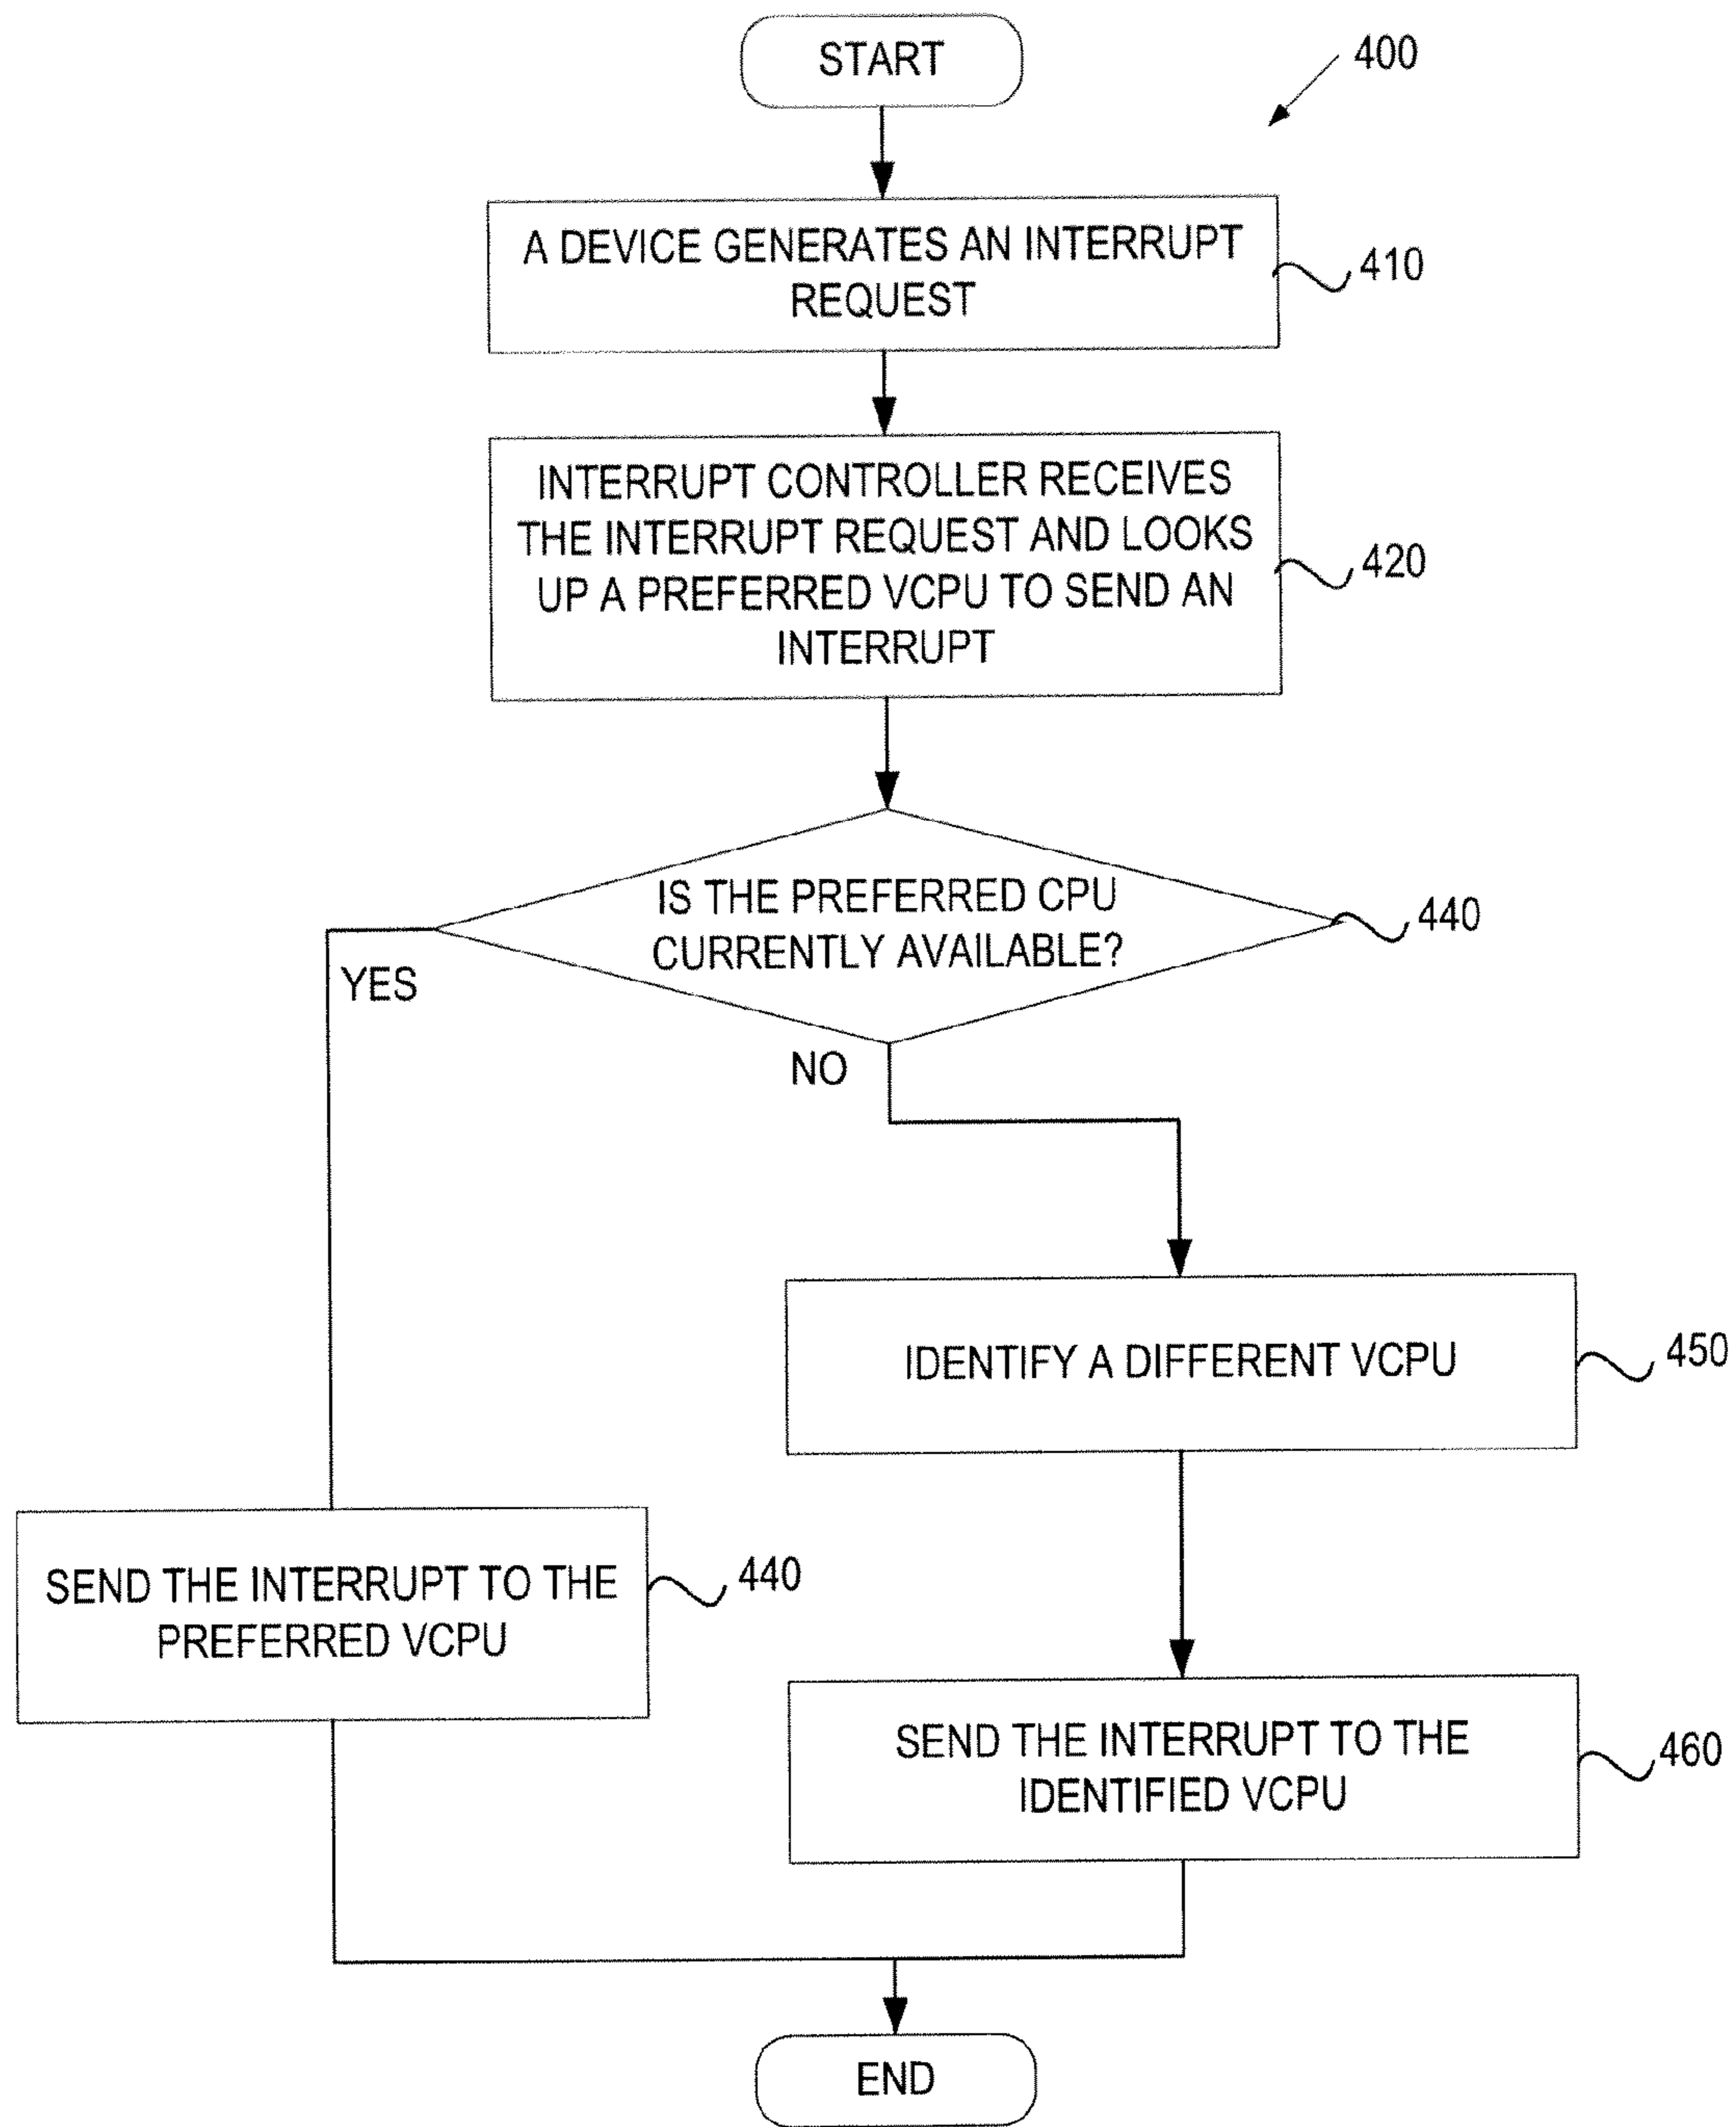 START
400
A DEVICE GENERATES AN INTERRUPT
REQUEST
410
INTERRUPT CONTROLLER RECEIVES
THE INTERRUPT REQUEST AND LOOKS
UP A PREFERRED VCPU TO SEND AN
INTERRUPT
420
IS THE PREFERRED CPU
CURRENTLY AVAILABLE?
440
YES
NO
IDENTIFY A DIFFERENT VCPU
450
SEND THE INTERRUPT TO THE
PREFERRED VCPU
440
SEND THE INTERRUPT TO THE
IDENTIFIED VCPU
460
END